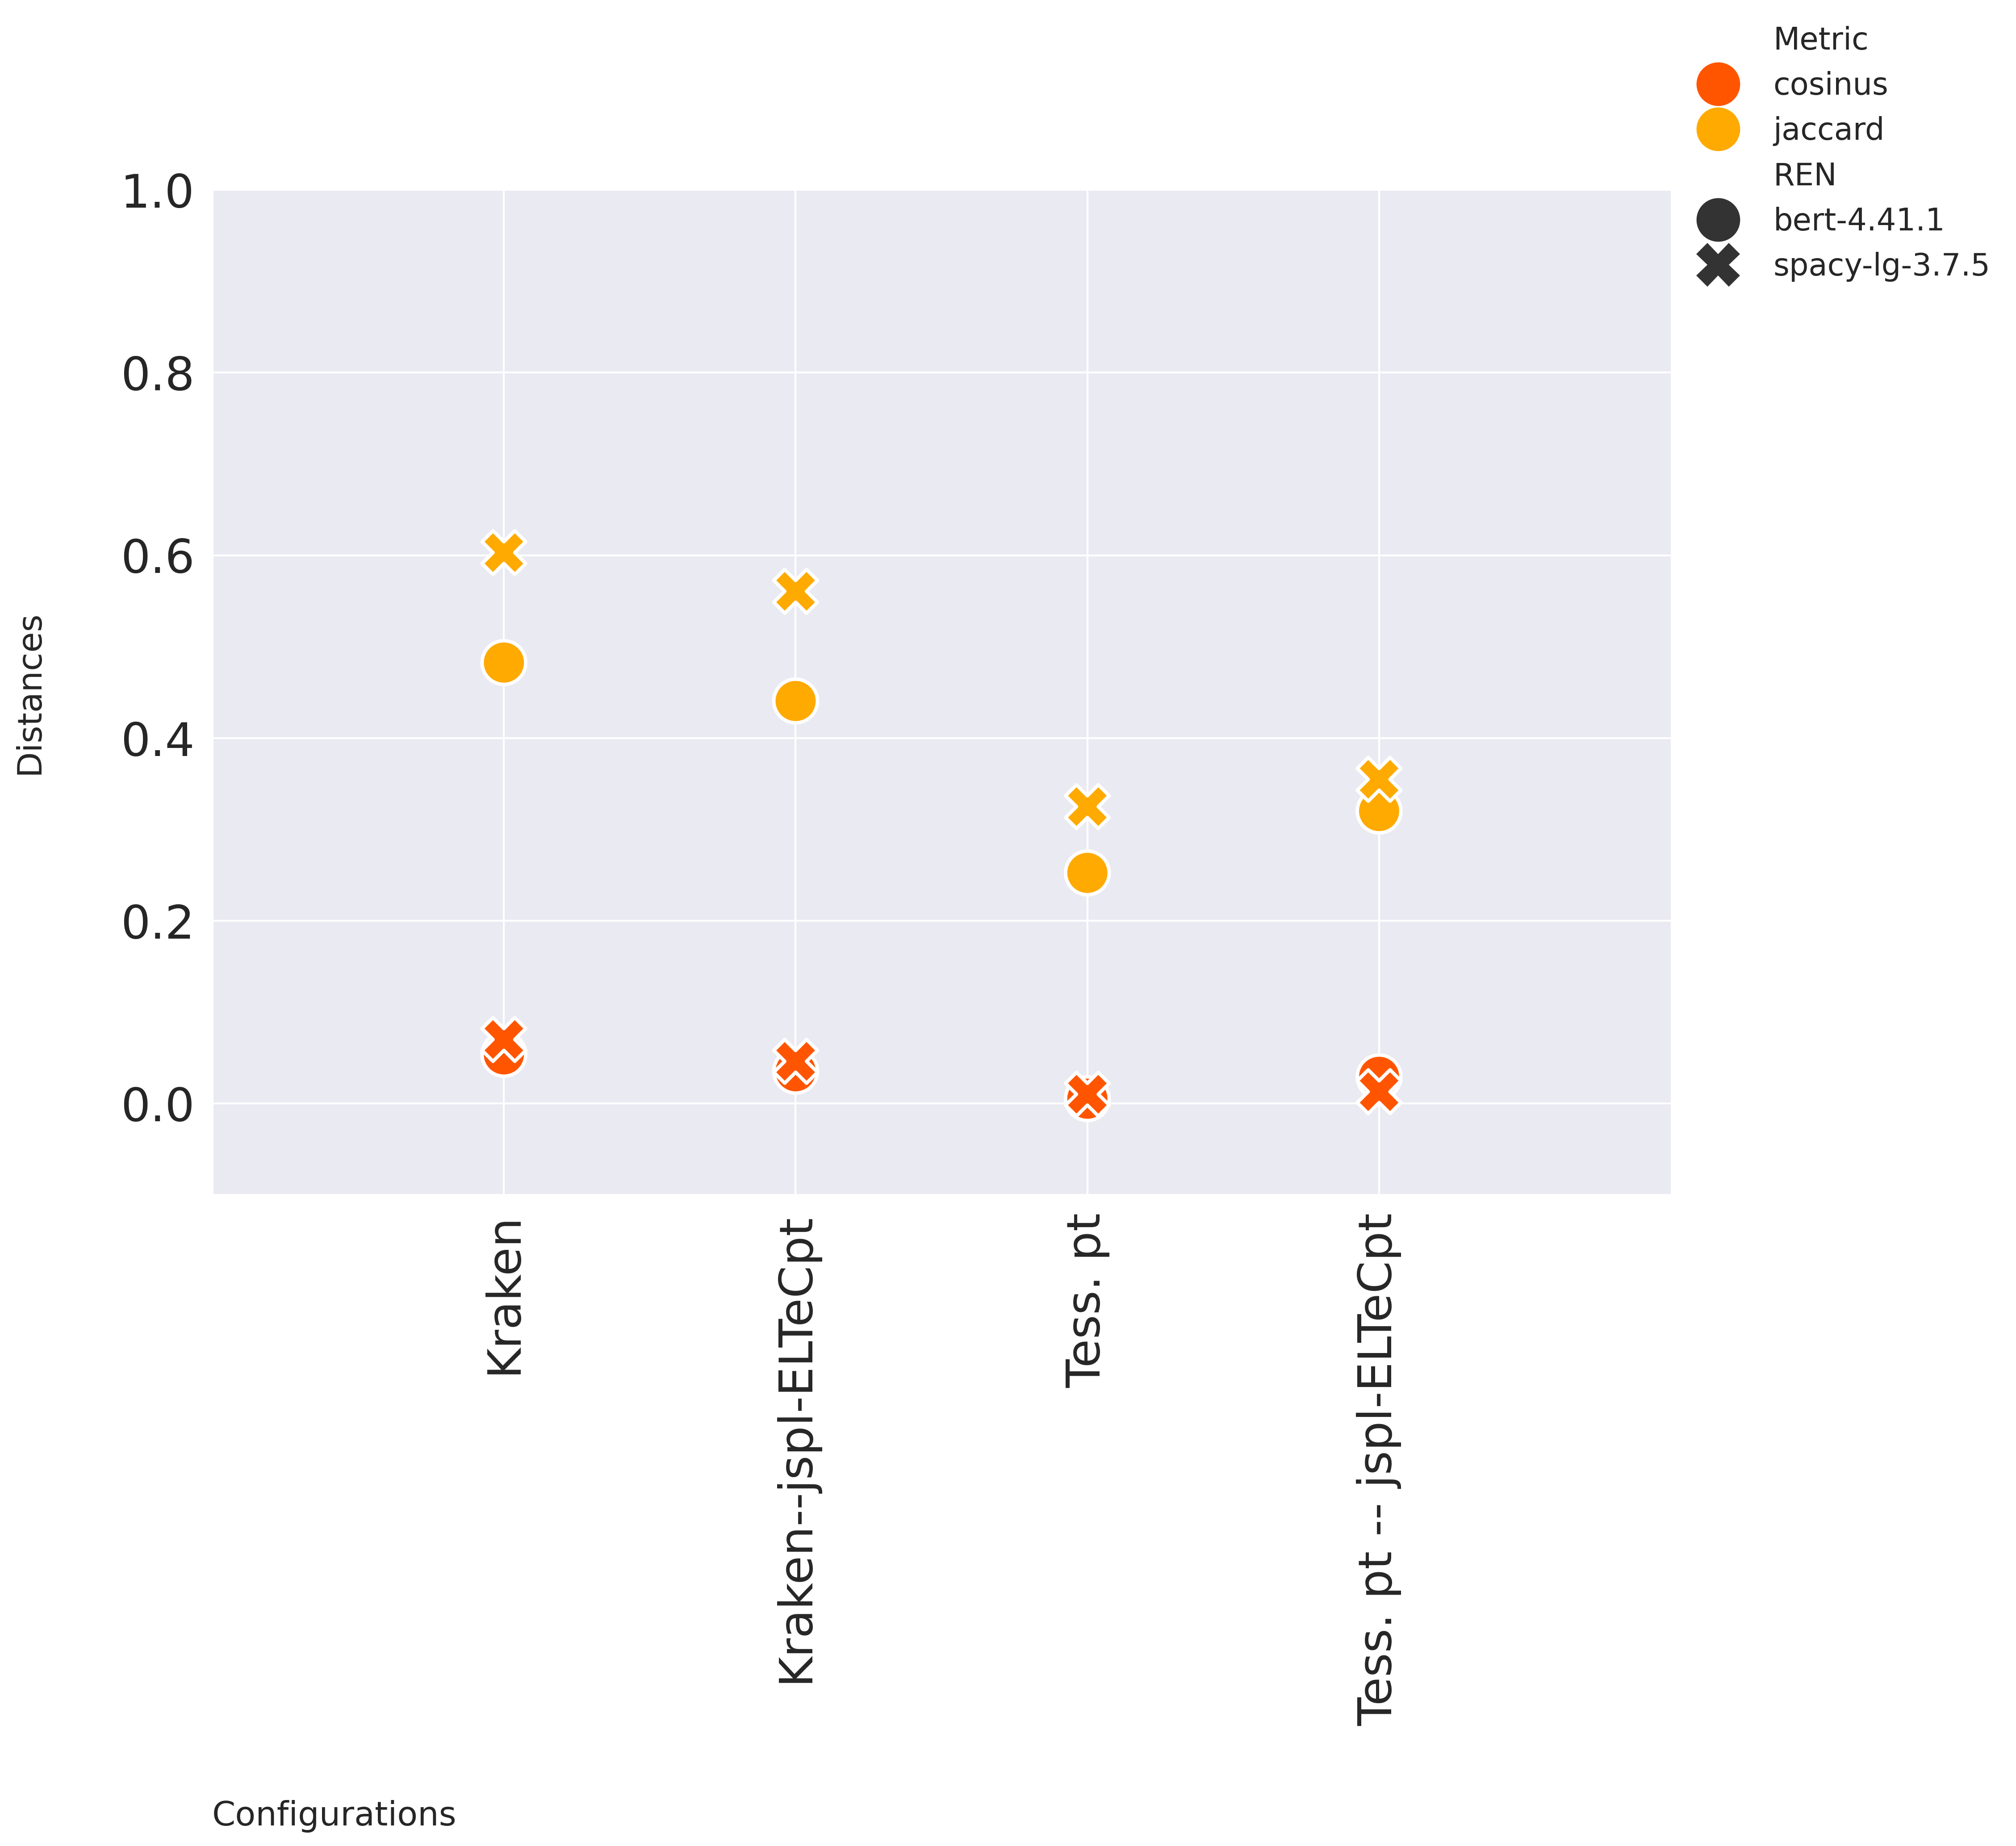 Metric
cosinus
jaccard
REN
bert-4.41.1
spacy-lg-3.7.5
1.0
0.8
0.6
0.4
0.2
0.0
Distances
Kraken
Kraken--jspl-ELTeCpt
Tess. pt
Tess. pt -- jspl-ELTeCpt
Configurations